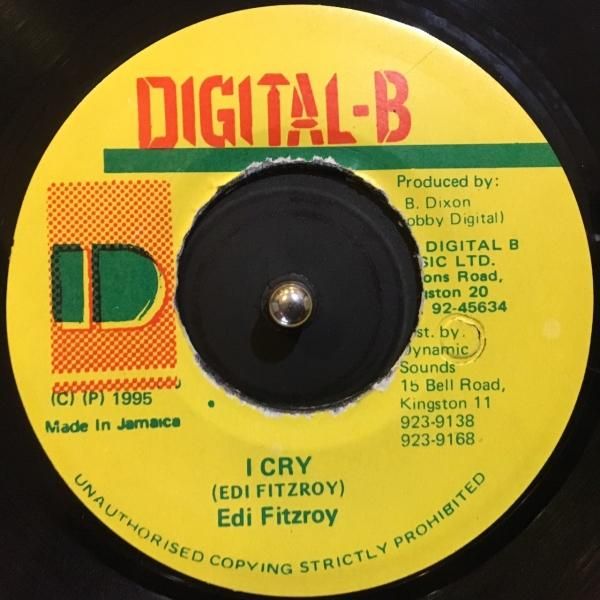 DIGITAL-B
Produced by:
B. Dixon
obby Digital)
DIGITAL B
SIC LTD.
ons Road,
gston 20
92-45634
st. by:
Dynamic
Sounds
15 Bell Road,
Kingston 11
923-9138
923-9168
D
(C) (P) 1995
Made In Jamaica
I CRY
(EDI FITZROY)
Edi Fitzroy
UNAUTHORISED COPYING STRICTLY PROHIBITED